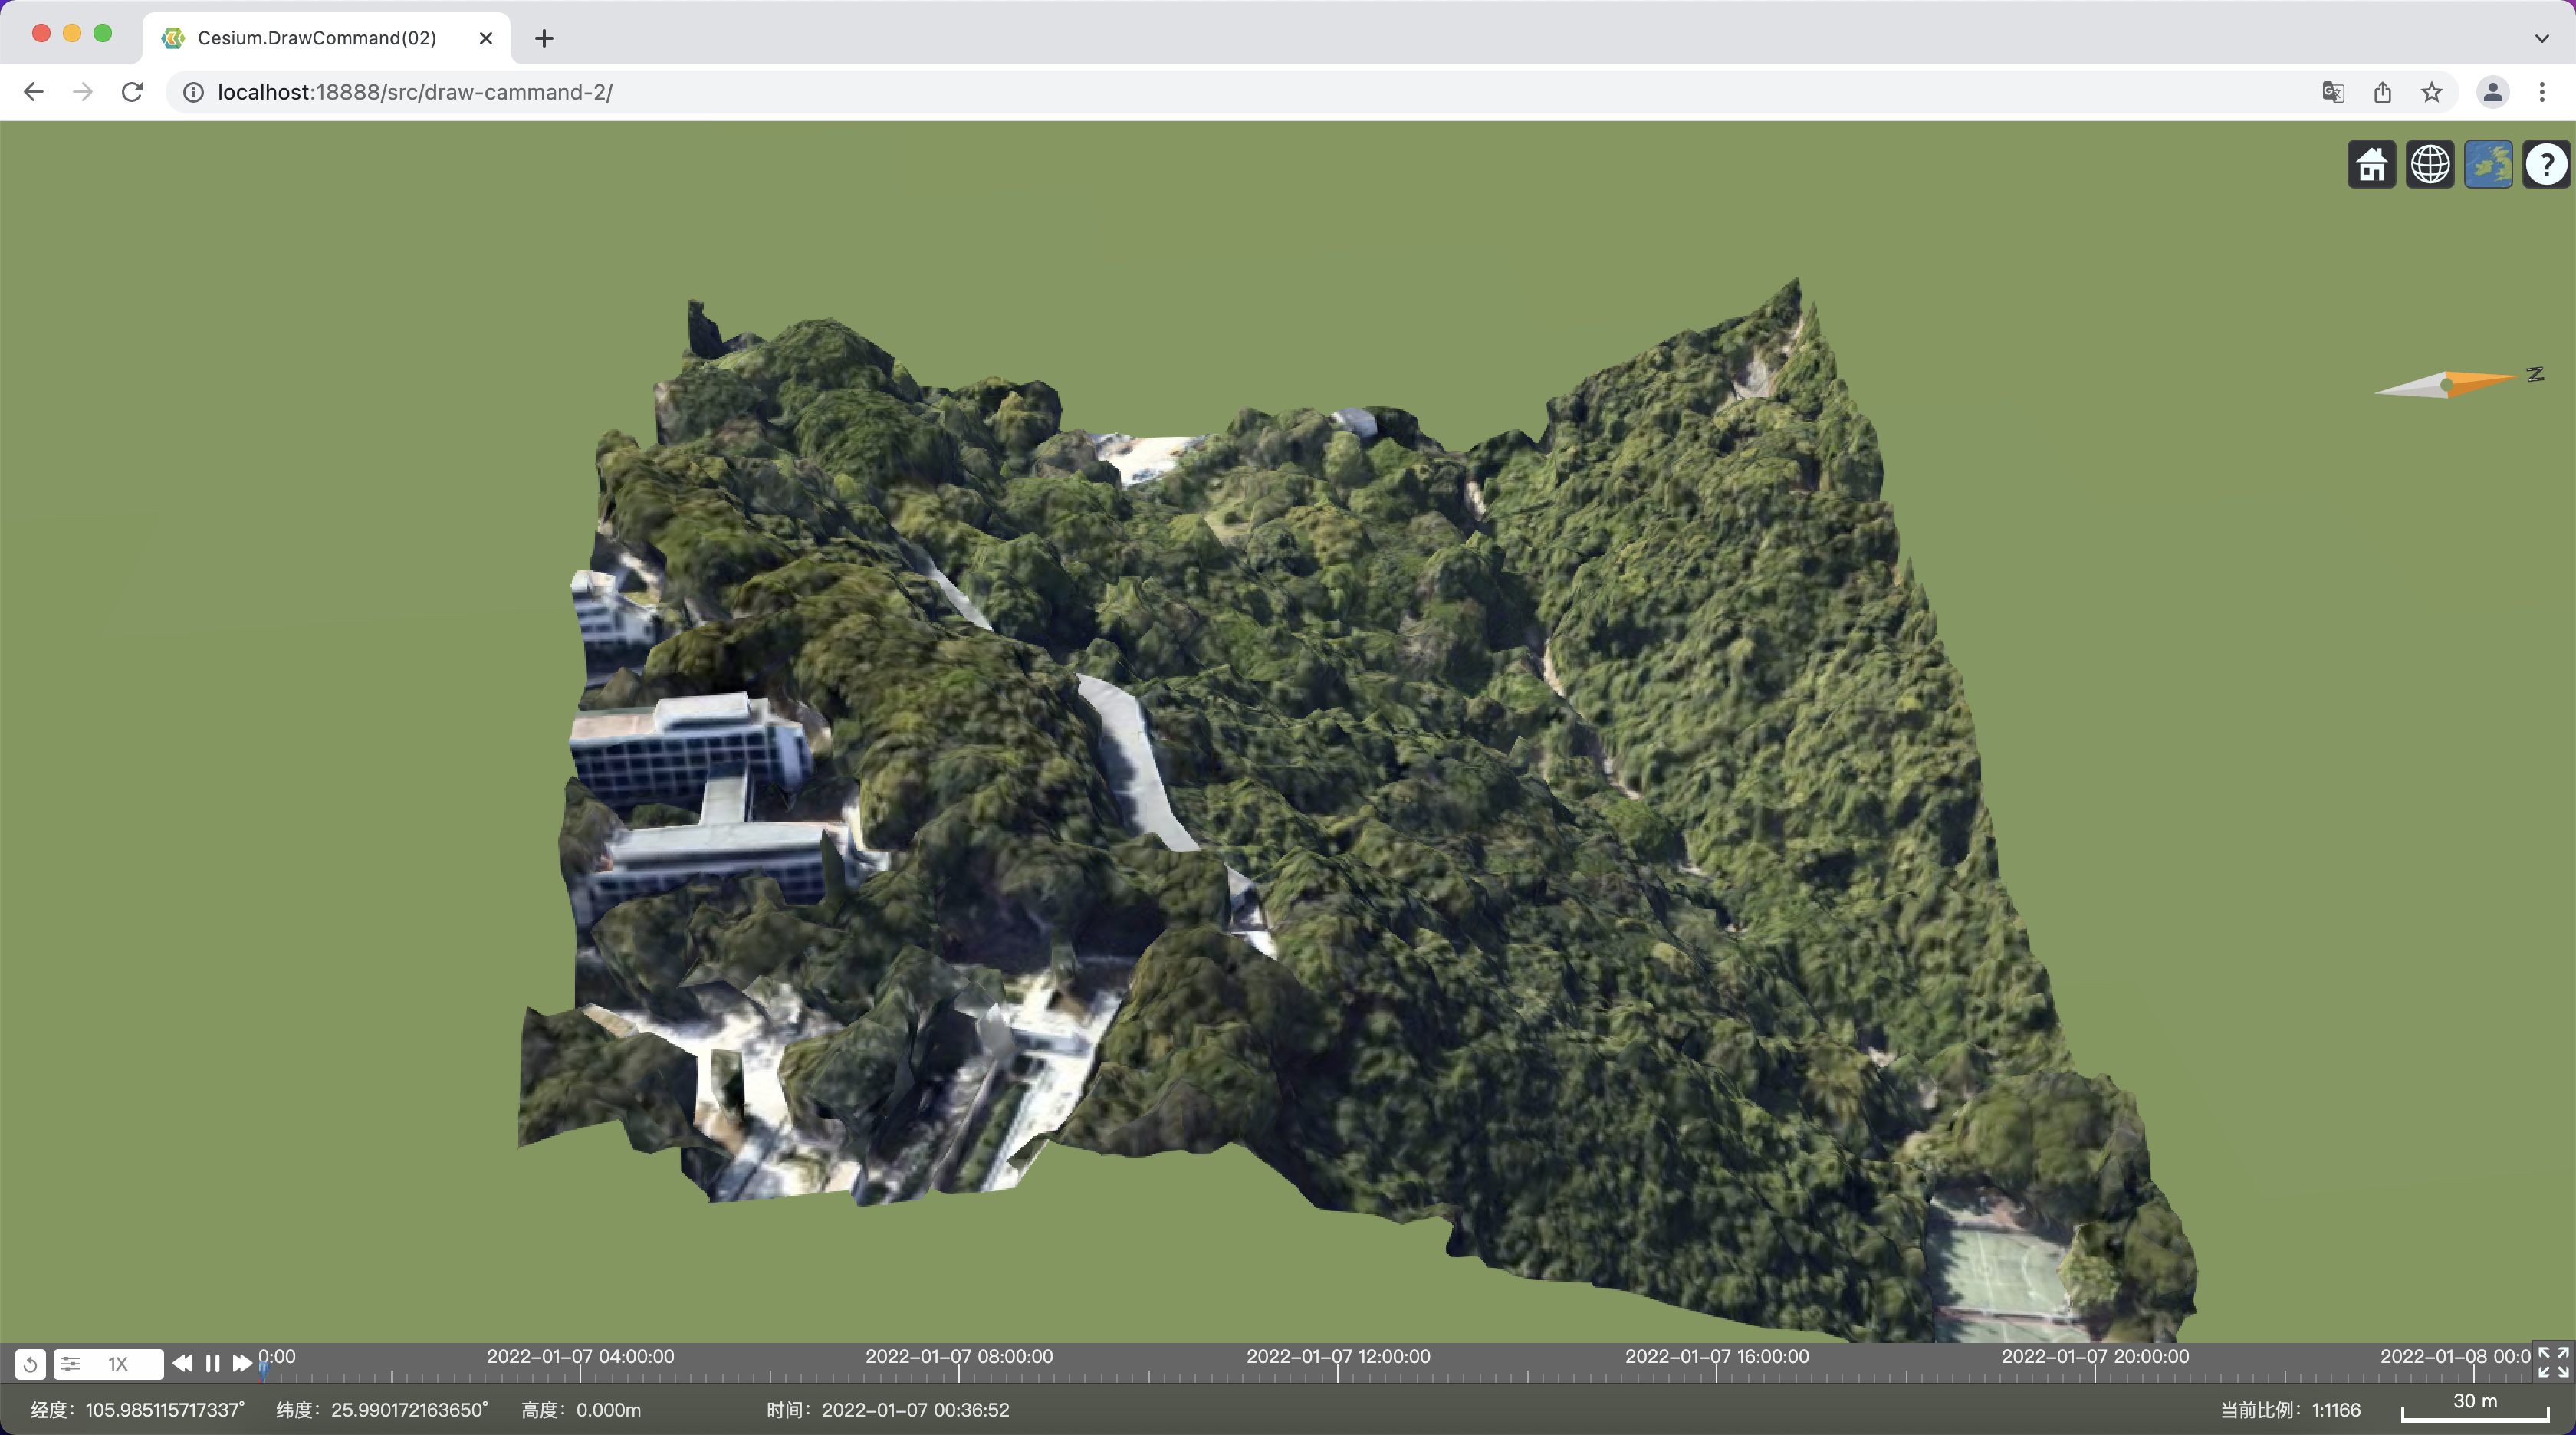 Cesium.DrawCommand(02)
localhost:18888/src/draw-cammand-2/
?
N
1X
0:00
2022-01-07 04:00:00
2022-01-07 08:00:00
2022-01-07 12:00:00
2022-01-07 16:00:00
2022-01-07 20:00:00
2022-01-08 00:0
经度：105.985115717337°
纬度：25.990172163650°
高度：0.000m
时间：2022-01-07 00:36:52
当前比例：1:1166
30 m